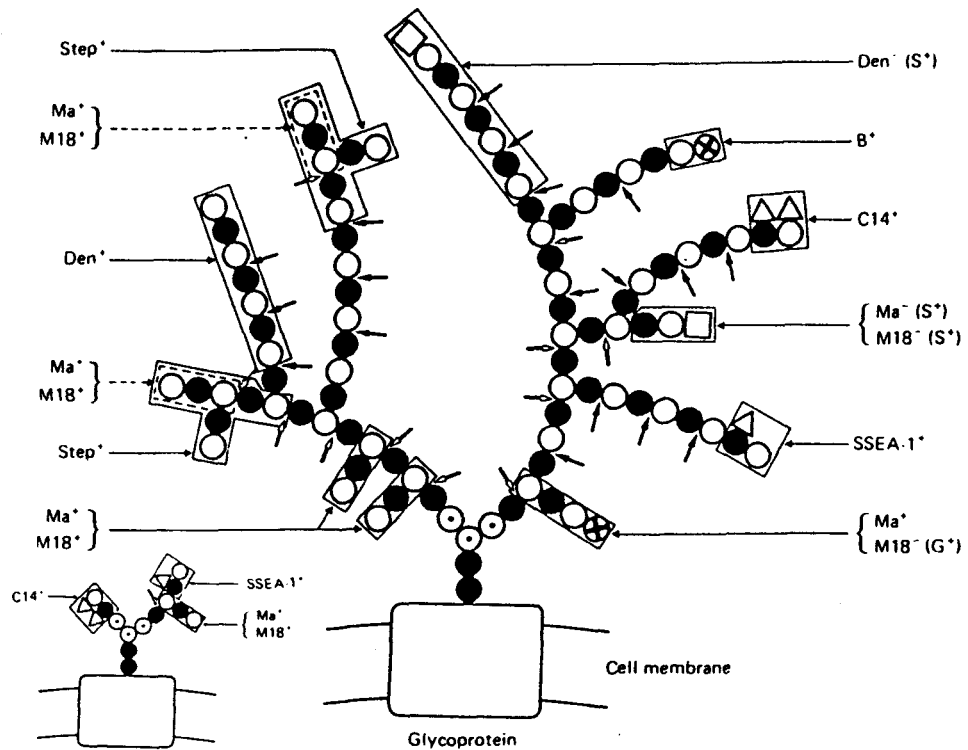 Step⁺
Ma⁺
M18⁺
Den⁺
Ma⁺
M18⁺
Step⁺
Ma⁺
M18⁺
Den⁻ (S⁺)
B⁺
C14⁺
Ma⁻ (S⁺)
M18⁻ (S⁺)
SSEA-1⁺
Ma⁺
M18⁻ (G⁺)
C14⁺
SSEA-1⁺
Ma⁺
M18⁺
Cell membrane
Glycoprotein